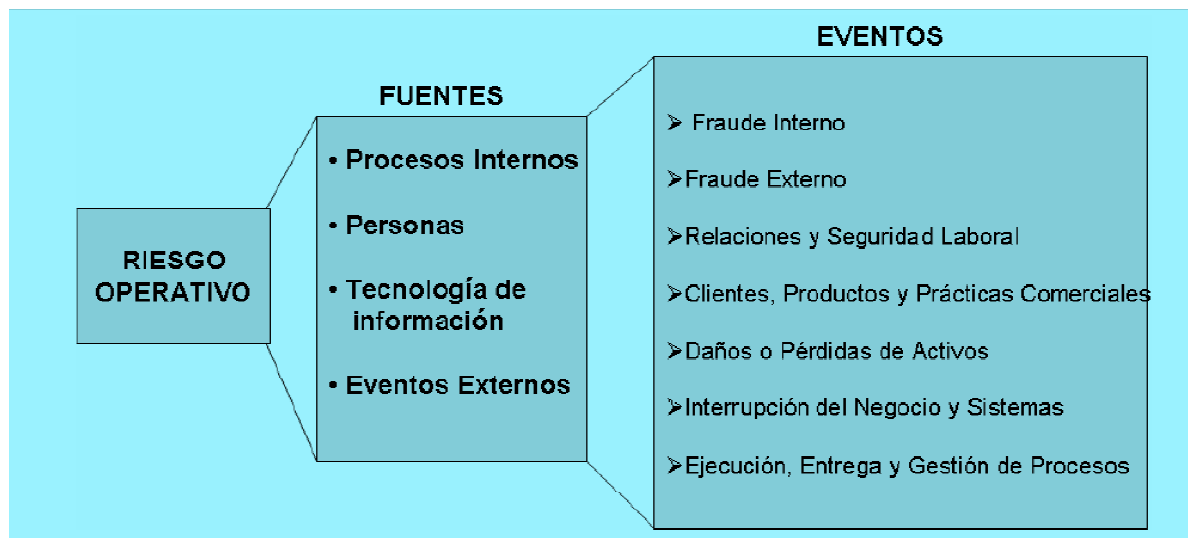 RIESGO
OPERATIVO
FUENTES
• Procesos Internos
• Personas
• Tecnología de
información
• Eventos Externos
EVENTOS
➢ Fraude Interno
➢Fraude Externo
➢Relaciones y Seguridad Laboral
➢Clientes, Productos y Prácticas Comerciales
➢Daños o Pérdidas de Activos
➢Interrupción del Negocio y Sistemas
➢Ejecución, Entrega y Gestión de Procesos